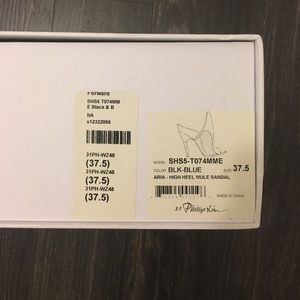 Forward
SHS5 T074MM
E Black & B
NA
s12322095
31PH-WZ48
(37.5)
31PH-WZ48
(37.5)
31PH-WZ48
(37.5)
MODEL SHS5-T074MME
COLOR BLK-BLUE SIZE 37.5
ARIA - HIGH HEEL MULE SANDAL
MADE IN CHINA
3.1 Phillip Lim